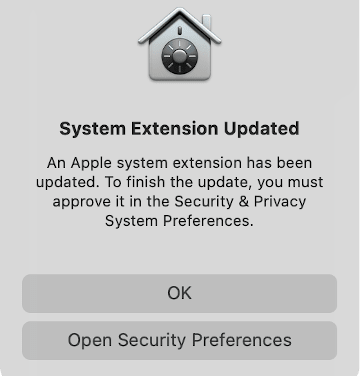 System Extension Updated
An Apple system extension has been
updated. To finish the update, you must
approve it in the Security & Privacy
System Preferences.
OK
Open Security Preferences